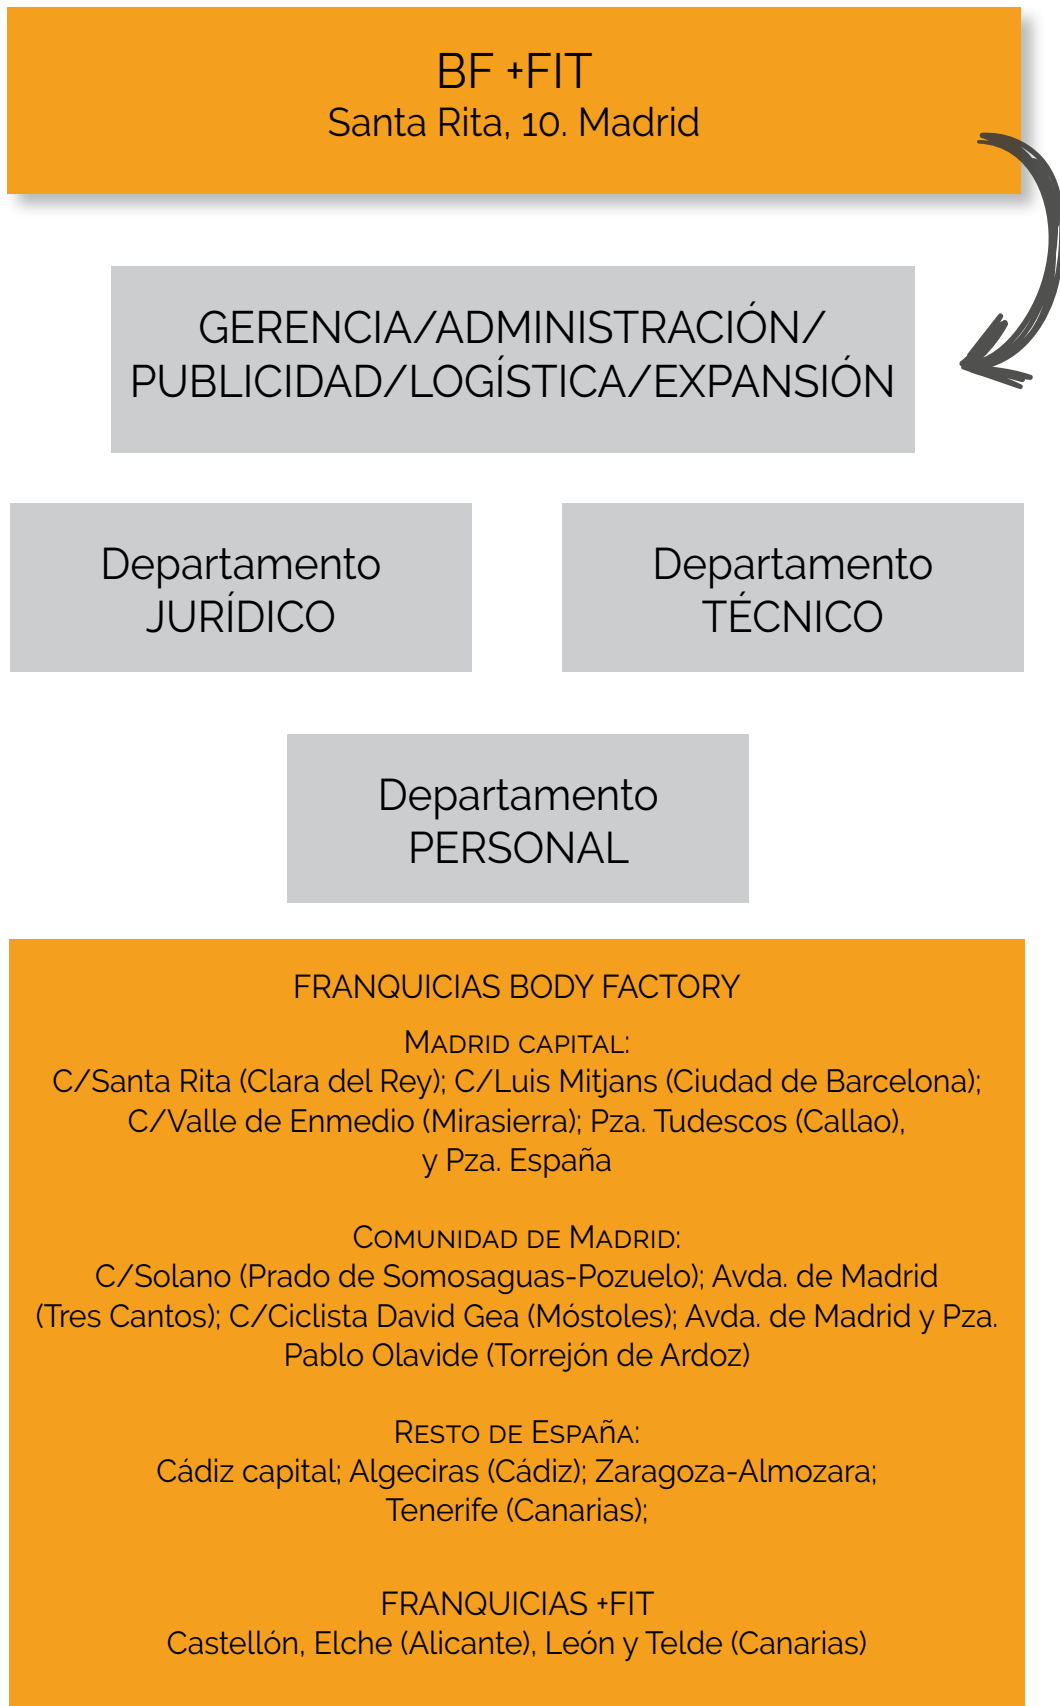 BF +FIT
Santa Rita, 10. Madrid
GERENCIA/ADMINISTRACIÓN/
PUBLICIDAD/LOGÍSTICA/EXPANSIÓN
Departamento
JURÍDICO
Departamento
TÉCNICO
Departamento
PERSONAL
FRANQUICIAS BODY FACTORY
MADRID CAPITAL:
C/Santa Rita (Clara del Rey); C/Luis Mitjans (Ciudad de Barcelona);
C/Valle de Enmedio (Mirasierra); Pza. Tudescos (Callao),
y Pza. España
COMUNIDAD DE MADRID:
C/Solano (Prado de Somosaguas-Pozuelo); Avda. de Madrid
(Tres Cantos); C/Ciclista David Gea (Móstoles); Avda. de Madrid y Pza.
Pablo Olavide (Torrejón de Ardoz)
RESTO DE ESPAñA:
Cádiz capital; Algeciras (Cádiz); Zaragoza-Almozara;
Tenerife (Canarias);
FRANQUICIAS +FIT
Castellón, Elche (Alicante), León y Telde (Canarias)